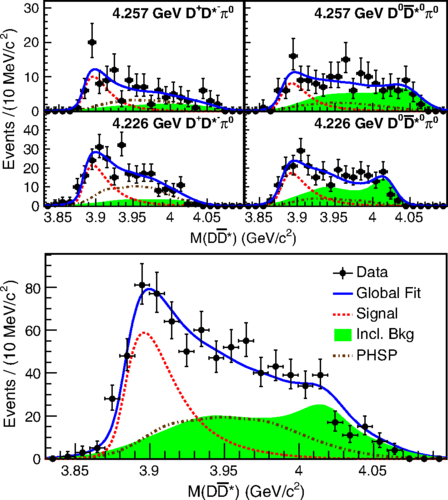 4.257 GeV D⁺D*⁻π⁰
4.257 GeV D⁰D̅*⁰π⁰
30
20
10
0
4.226 GeV D⁺D*⁻π⁰
4.226 GeV D⁰D̅*⁰π⁰
40
30
20
10
0
Events / (10 MeV/c²)
3.85 3.9 3.95 4 4.05
3.85 3.9 3.95 4 4.05
M(DD̅*) (GeV/c²)
80
60
40
20
0
Events / (10 MeV/c²)
Data
Global Fit
Signal
Incl. Bkg
PHSP
3.85 3.9 3.95 4 4.05
M(DD̅*) (GeV/c²)